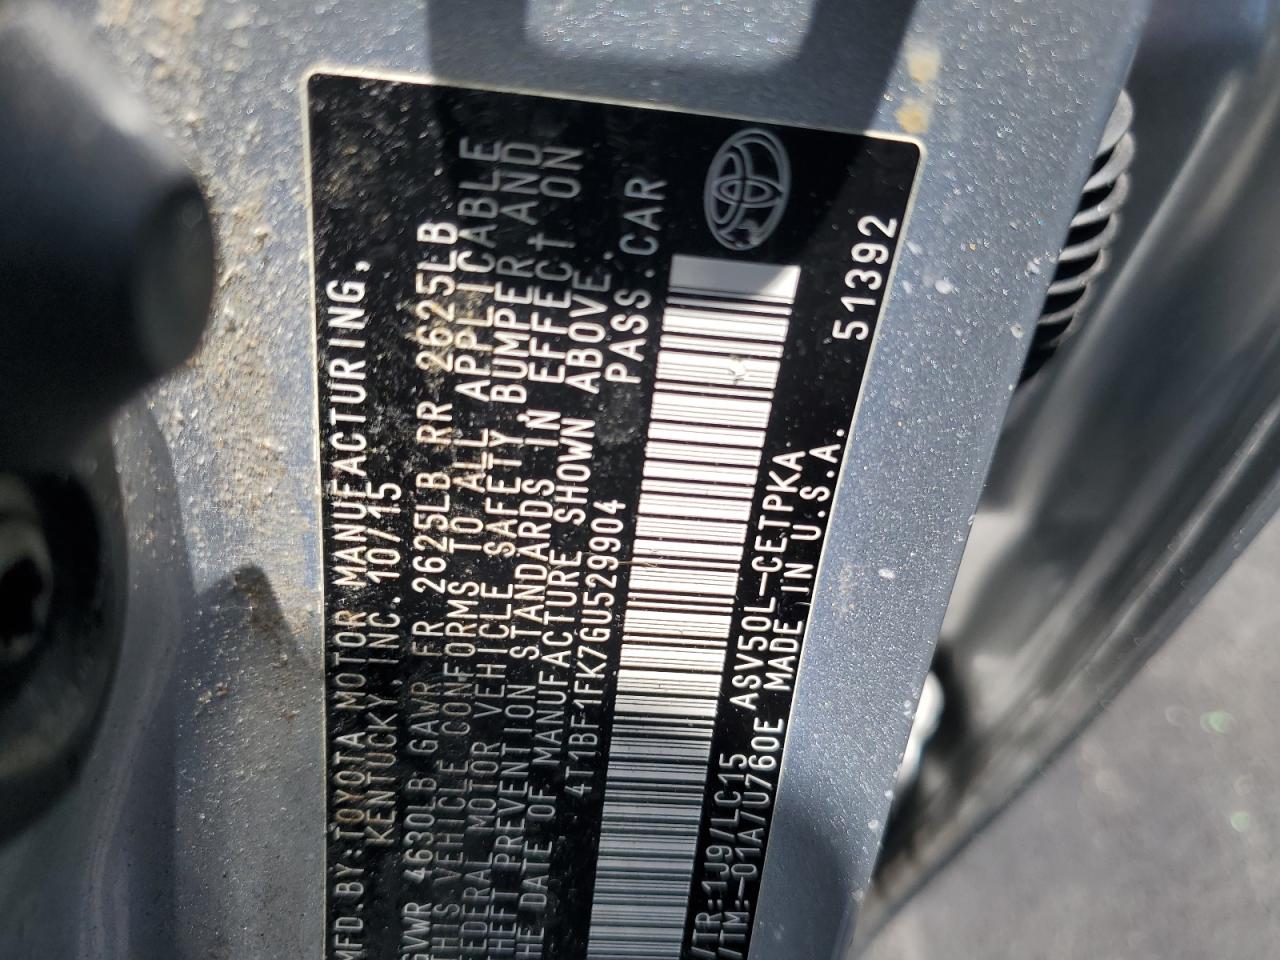 MFD.BY:TOYOTA MOTOR MANUFACTURING,
KENTUCKY,INC. 10/15
GVWR 4630LB GAWR FR 2625LB RR 2625LB
THIS VEHICLE CONFORMS TO ALL APPLICABLE
FEDERAL MOTOR VEHICLE SAFETY, BUMPER AND
THEFT PREVENTION STANDARDS IN EFFECT ON
THE DATE OF MANUFACTURE SHOWN ABOVE.
4T1BF1FK7GU529904 PASS.CAR
/TR:1J9/LC15 ASV50L-CETPKA
/TM:-01A/U760E MADE IN U.S.A. 51392